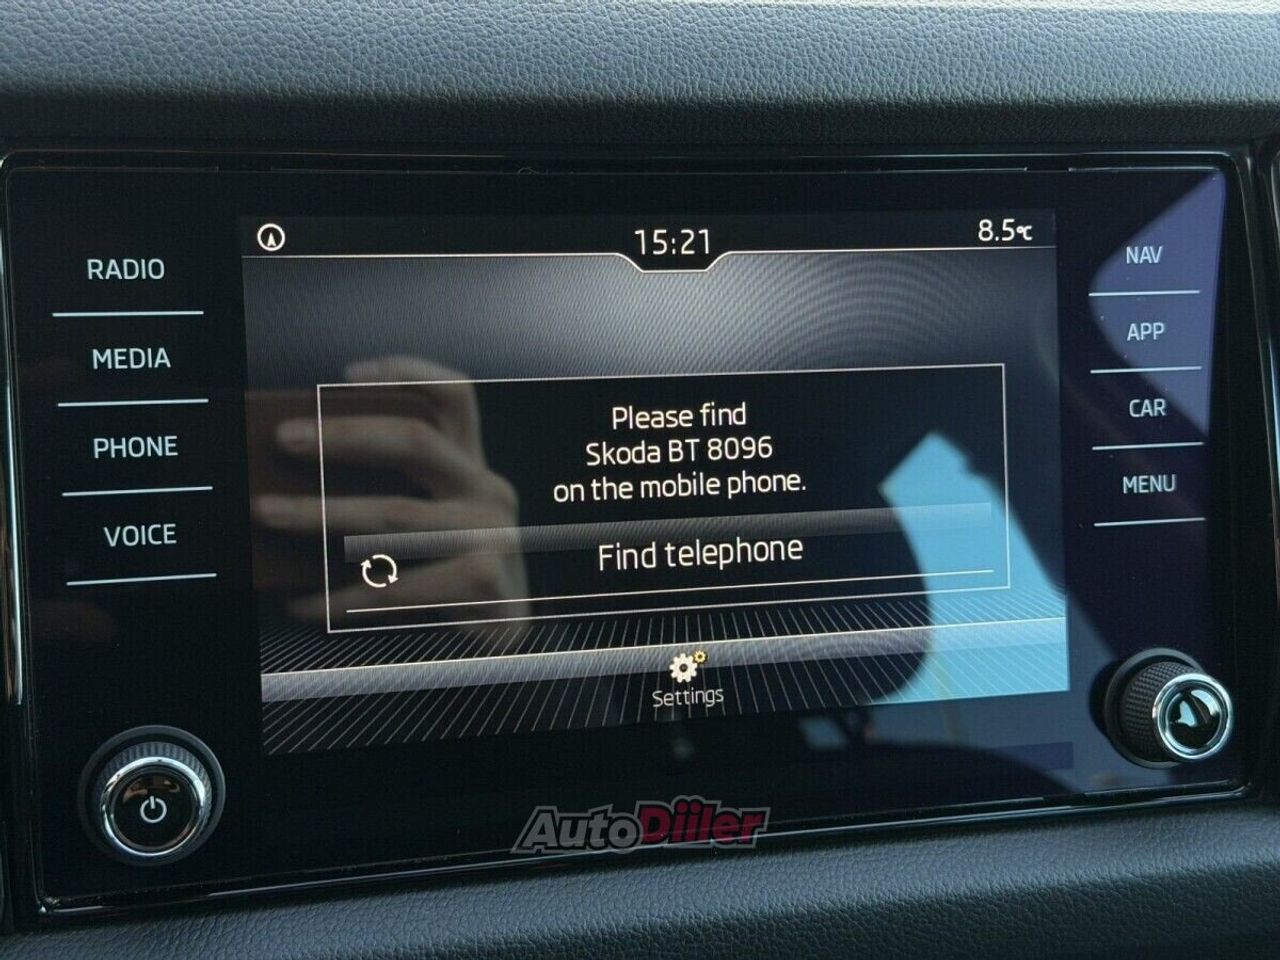 15:21
8.5°C
RADIO
MEDIA
PHONE
VOICE
NAV
APP
CAR
MENU
Please find
Skoda BT 8096
on the mobile phone.
Find telephone
Settings
AutoDiiler